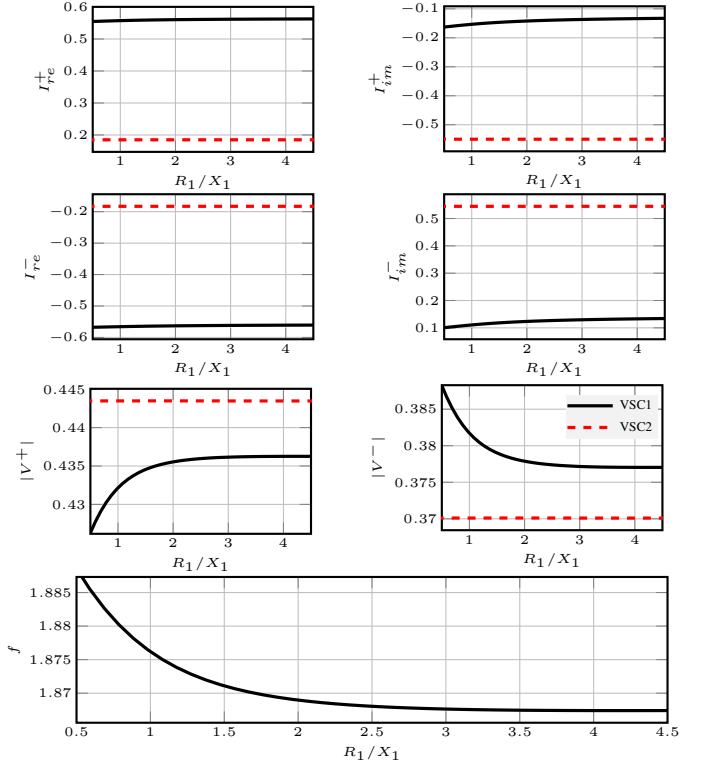 0.6
0.5
0.4
0.3
0.2
I⁺re
1 2 3 4
R₁/X₁
−0.1
−0.2
−0.3
−0.4
−0.5
I⁺im
1 2 3 4
R₁/X₁
−0.2
−0.3
−0.4
−0.5
−0.6
I⁻re
1 2 3 4
R₁/X₁
0.5
0.4
0.3
0.2
0.1
I⁻im
1 2 3 4
R₁/X₁
0.445
0.44
0.435
0.43
|V⁺|
1 2 3 4
R₁/X₁
0.385
0.38
0.375
0.37
|V⁻|
VSC1
VSC2
1 2 3 4
R₁/X₁
1.885
1.88
1.875
1.87
f
0.5 1 1.5 2 2.5 3 3.5 4 4.5
R₁/X₁